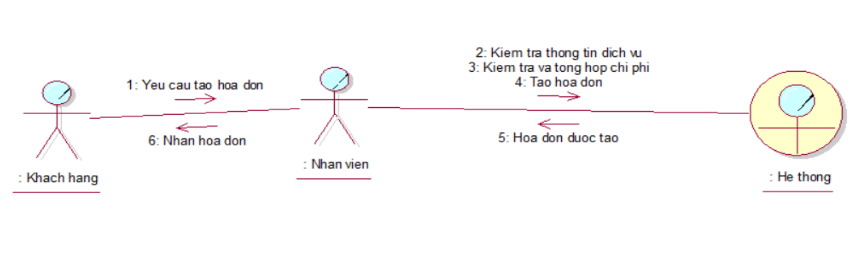 2: Kiem tra thong tin dich vu
3: Kiem tra va tong hop chi phi
1: Yeu cau tao hoa don
4: Tao hoa don
6: Nhan hoa don
5: Hoa don duoc tao
: Khach hang
: Nhan vien
: He thong